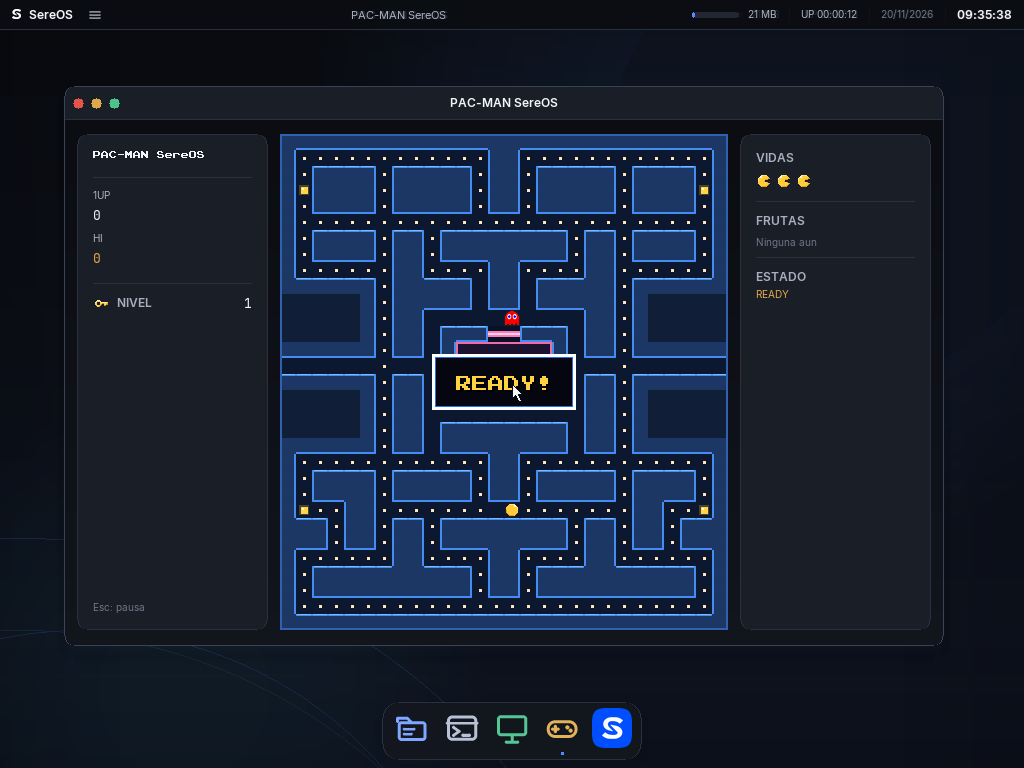 SereOS
PAC-MAN SereOS
21 MB
UP 00:00:12
20/11/2026
09:35:38
PAC-MAN SereOS
PAC-MAN SereOS
1UP
0
HI
0
NIVEL 1
Esc: pausa
READY!
VIDAS
FRUTAS
Ninguna aun
ESTADO
READY